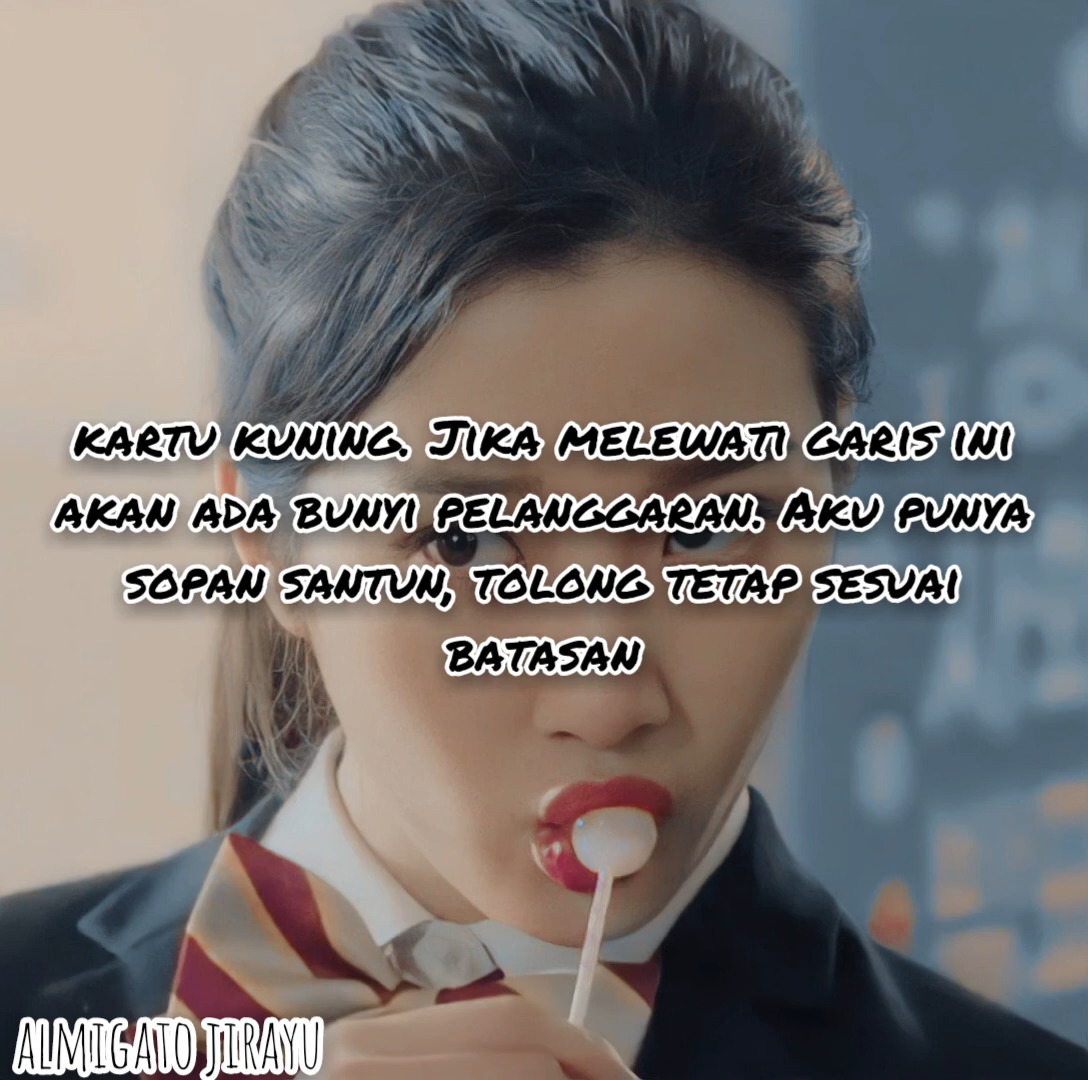 kartu kuning. Jika melewati garis ini
akan ada bunyi pelanggaran. Aku punya
sopan santun, tolong tetap sesuai
batasan
ALMIGATO JIRAYU